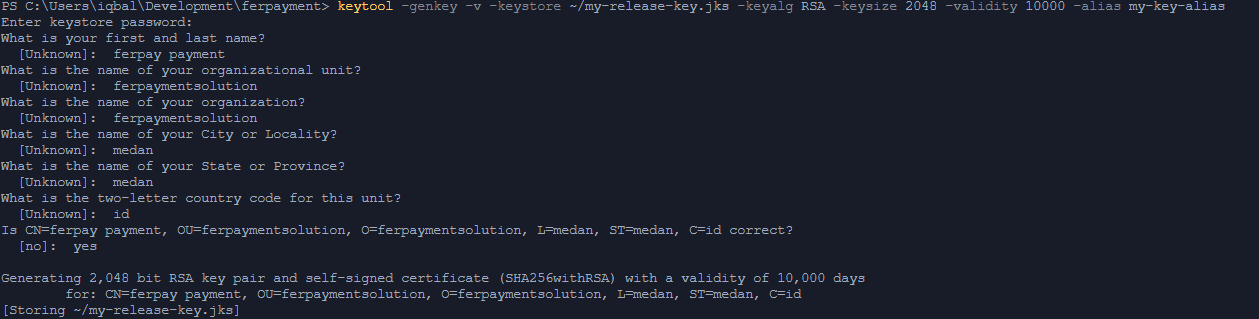 PS C:\Users\iqbal\Development\ferpayment> keytool -genkey -v -keystore ~/my-release-key.jks -keyalg RSA -keysize 2048 -validity 10000 -alias my-key-alias
Enter keystore password:
What is your first and last name?
  [Unknown]:  ferpay payment
What is the name of your organizational unit?
  [Unknown]:  ferpaymentsolution
What is the name of your organization?
  [Unknown]:  ferpaymentsolution
What is the name of your City or Locality?
  [Unknown]:  medan
What is the name of your State or Province?
  [Unknown]:  medan
What is the two-letter country code for this unit?
  [Unknown]:  id
Is CN=ferpay payment, OU=ferpaymentsolution, O=ferpaymentsolution, L=medan, ST=medan, C=id correct?
  [no]:  yes

Generating 2,048 bit RSA key pair and self-signed certificate (SHA256withRSA) with a validity of 10,000 days
        for: CN=ferpay payment, OU=ferpaymentsolution, O=ferpaymentsolution, L=medan, ST=medan, C=id
[Storing ~/my-release-key.jks]